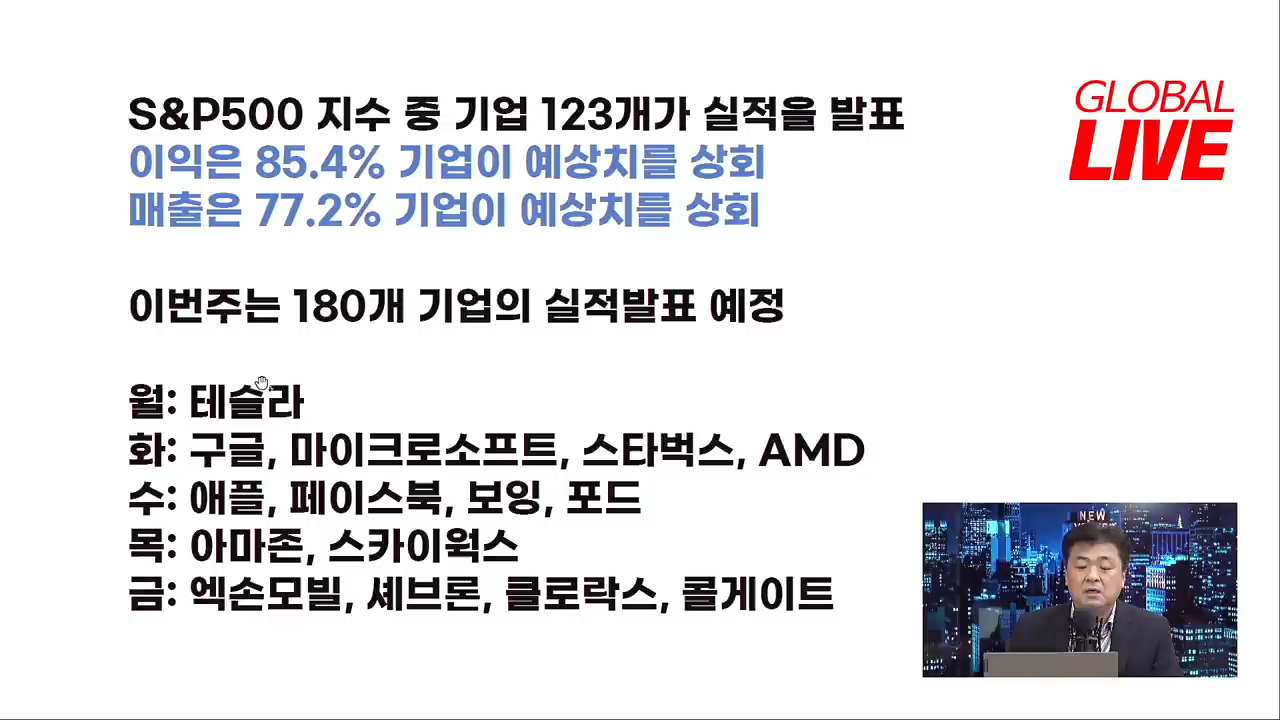 S&P500 지수 중 기업 123개가 실적을 발표
이익은 85.4% 기업이 예상치를 상회
매출은 77.2% 기업이 예상치를 상회
이번주는 180개 기업의 실적발표 예정
월: 테슬라
화: 구글, 마이크로소프트, 스타벅스, AMD
수: 애플, 페이스북, 보잉, 포드
목: 아마존, 스카이웍스
금: 엑손모빌, 셰브론, 클로락스, 콜게이트
GLOBAL
LIVE
NEW